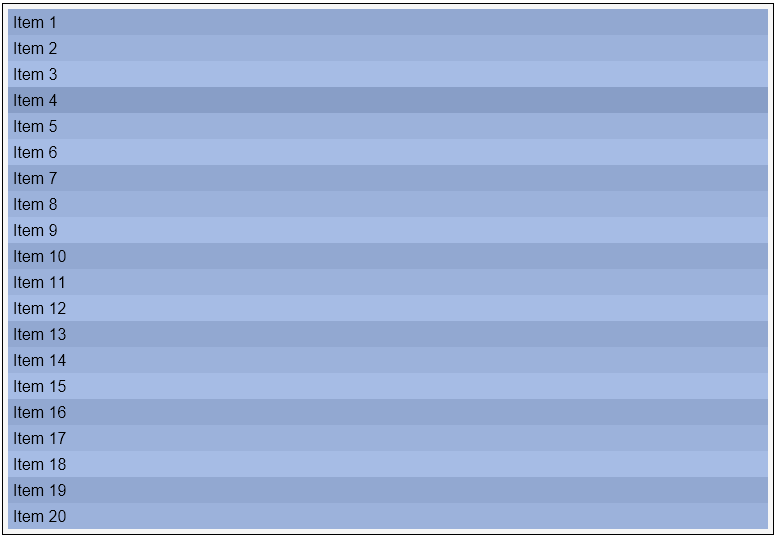 Item 1
Item 2
Item 3
Item 4
Item 5
Item 6
Item 7
Item 8
Item 9
Item 10
Item 11
Item 12
Item 13
Item 14
Item 15
Item 16
Item 17
Item 18
Item 19
Item 20